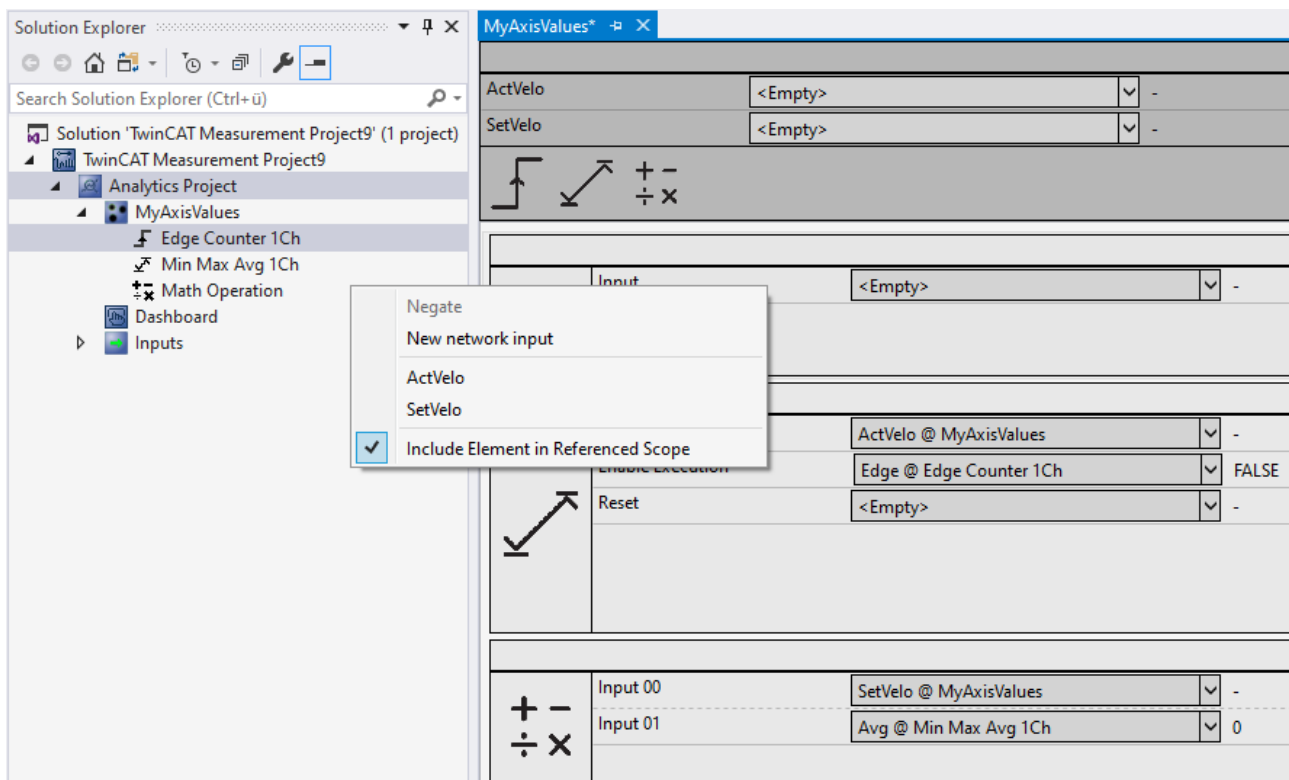 Solution Explorer
Search Solution Explorer (Ctrl+ü)
Solution 'TwinCAT Measurement Project9' (1 project)
TwinCAT Measurement Project9
Analytics Project
MyAxisValues
Edge Counter 1Ch
Min Max Avg 1Ch
Math Operation
Dashboard
Inputs
Negate
New network input
ActVelo
SetVelo
Include Element in Referenced Scope
MyAxisValues*
ActVelo <Empty> -
SetVelo <Empty> -
Input <Empty> -
ActVelo @ MyAxisValues -
Enable Execution Edge @ Edge Counter 1Ch FALSE
Reset <Empty> -
Input 00 SetVelo @ MyAxisValues -
Input 01 Avg @ Min Max Avg 1Ch 0